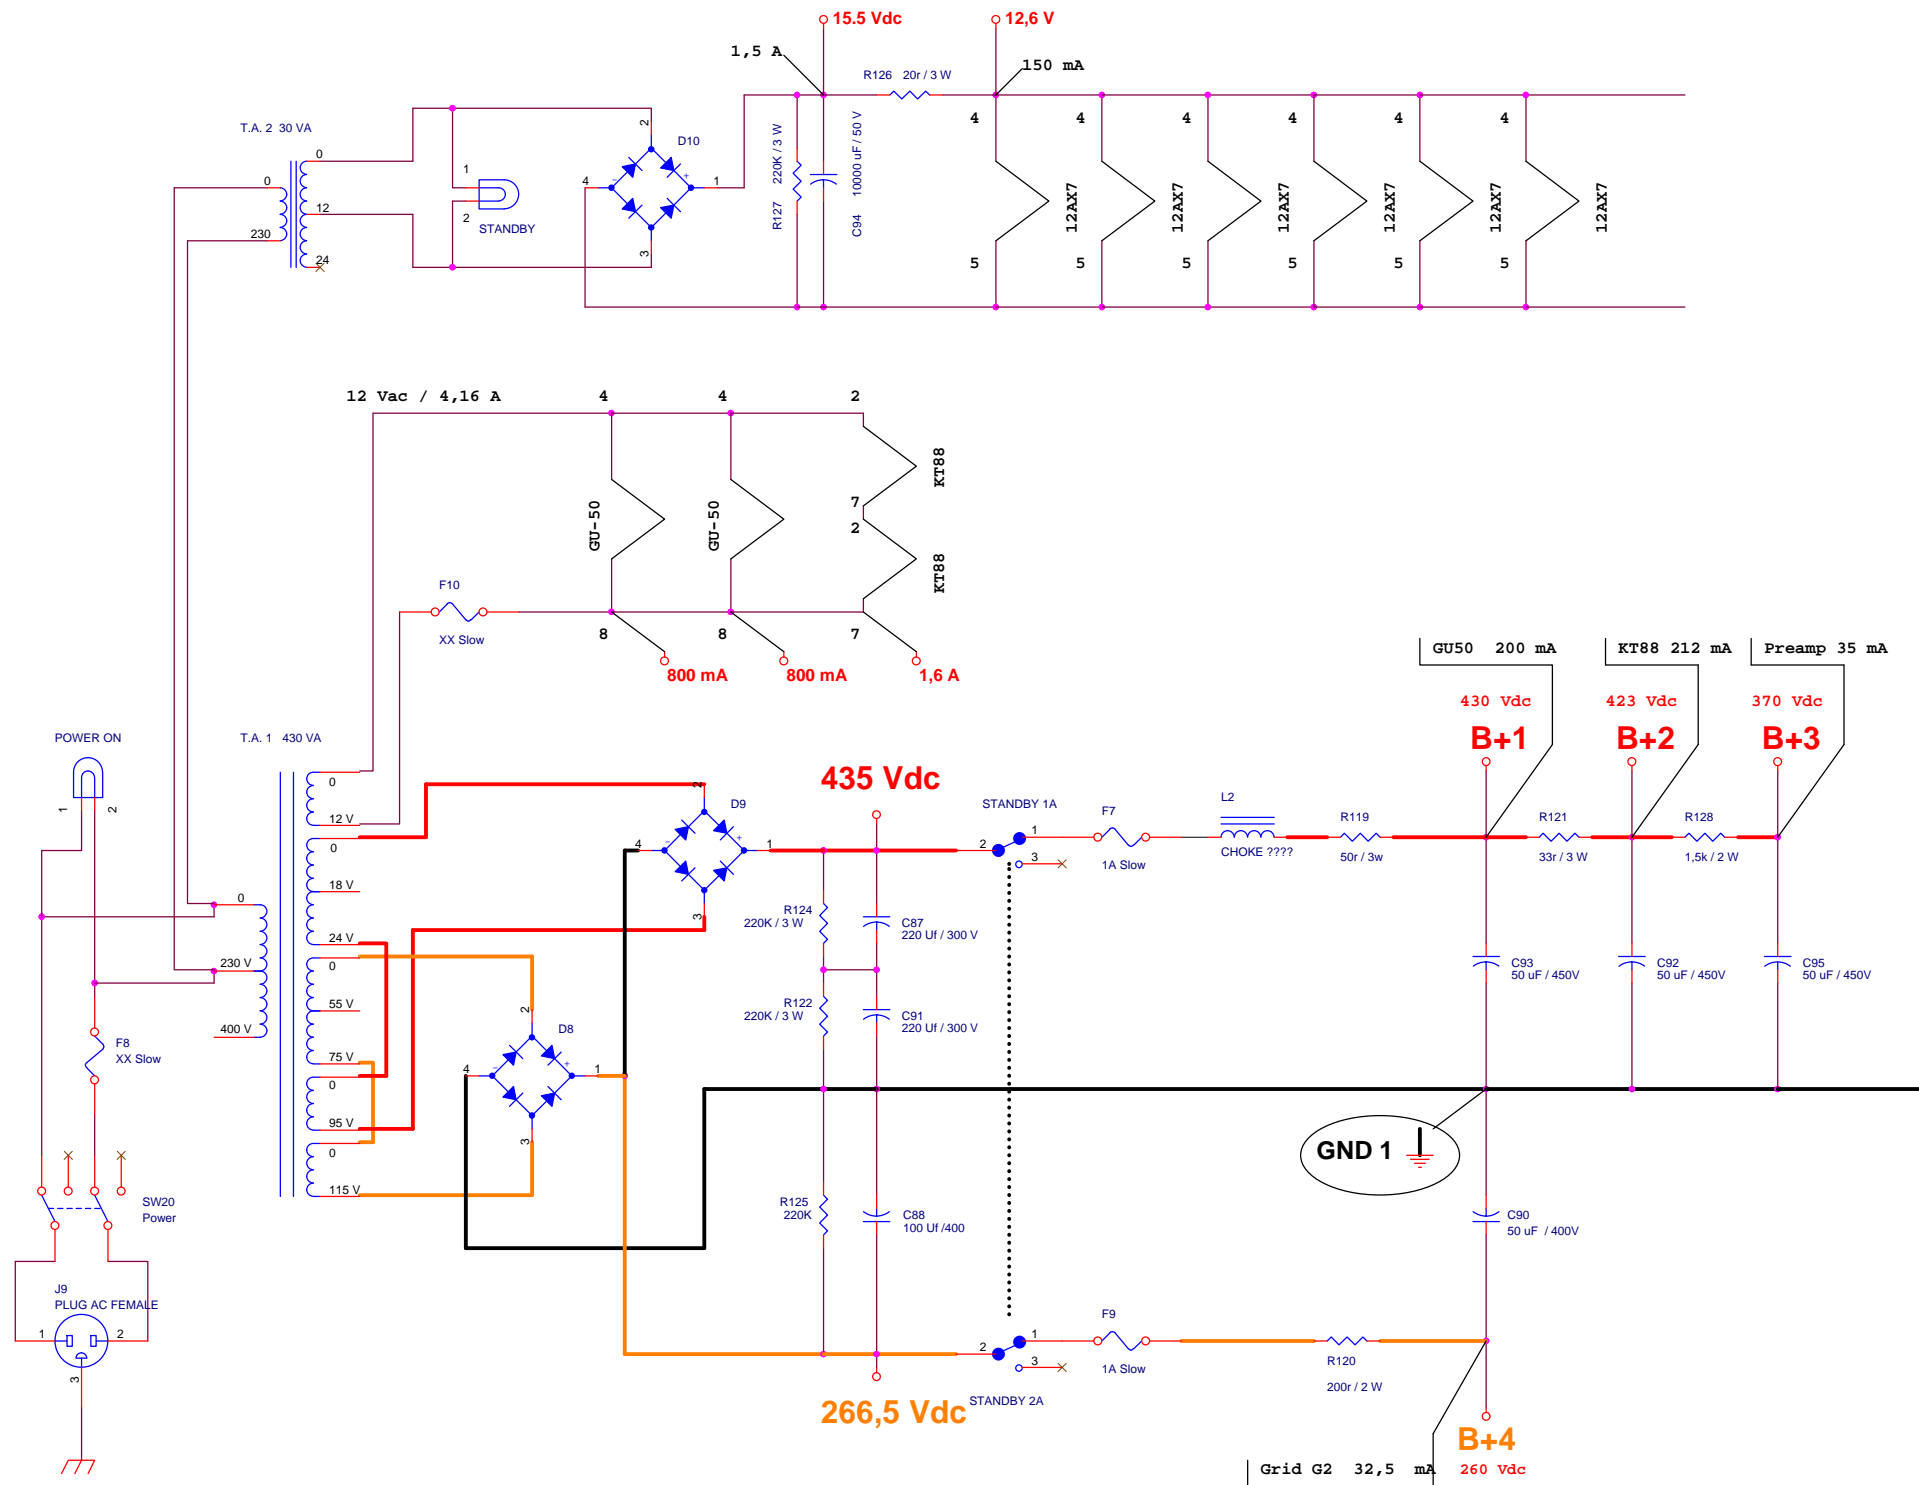 15.5 Vdc
12,6 V
1,5 A
150 mA
R126 20r / 3 W
T.A. 2 30 VA
0
12
24
0
230
1
2
STANDBY
2
D10
4
1
3
-
+
R127 220K / 3 W
C94 10000 uF / 50 V
4
4
4
4
4
4
12AX7
12AX7
12AX7
12AX7
12AX7
12AX7
5
5
5
5
5
5
12 Vac / 4,16 A
4
4
2
GU-50
GU-50
KT88
7
2
KT88
F10
XX Slow
8
8
7
800 mA
800 mA
1,6 A
GU50 200 mA
KT88 212 mA
Preamp 35 mA
430 Vdc
423 Vdc
370 Vdc
B+1
B+2
B+3
POWER ON
1
2
T.A. 1 430 VA
0
12 V
0
18 V
24 V
0
55 V
75 V
0
95 V
0
115 V
0
230 V
400 V
435 Vdc
2
D9
4
1
3
-
+
STANDBY 1A
2
1
3
F7
1A Slow
L2
CHOKE ????
R119
50r / 3w
R121
33r / 3 W
R128
1,5k / 2 W
R124
220K / 3 W
C87
220 Uf / 300 V
R122
220K / 3 W
C91
220 Uf / 300 V
C93
50 uF / 450V
C92
50 uF / 450V
C95
50 uF / 450V
2
D8
4
1
3
-
+
F8
XX Slow
GND 1
SW20
Power
R125
220K
C88
100 Uf /400
C90
50 uF / 400V
J9
PLUG AC FEMALE
1
2
3
2
1
3
F9
1A Slow
R120
200r / 2 W
STANDBY 2A
266,5 Vdc
B+4
Grid G2 32,5 mA
260 Vdc